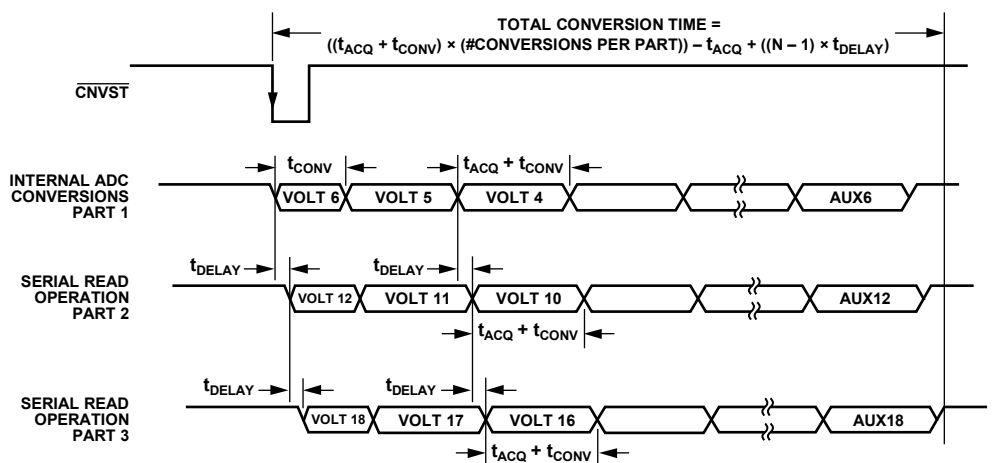 TOTAL CONVERSION TIME =
((tACQ + tCONV) × (#CONVERSIONS PER PART)) – tACQ + ((N – 1) × tDELAY)
CNVST
tCONV
tACQ + tCONV
INTERNAL ADC
CONVERSIONS
PART 1
VOLT 6
VOLT 5
VOLT 4
AUX6
tDELAY
tDELAY
SERIAL READ
OPERATION
PART 2
VOLT 12
VOLT 11
VOLT 10
AUX12
tACQ + tCONV
tDELAY
tDELAY
SERIAL READ
OPERATION
PART 3
VOLT 18
VOLT 17
VOLT 16
AUX18
tACQ + tCONV